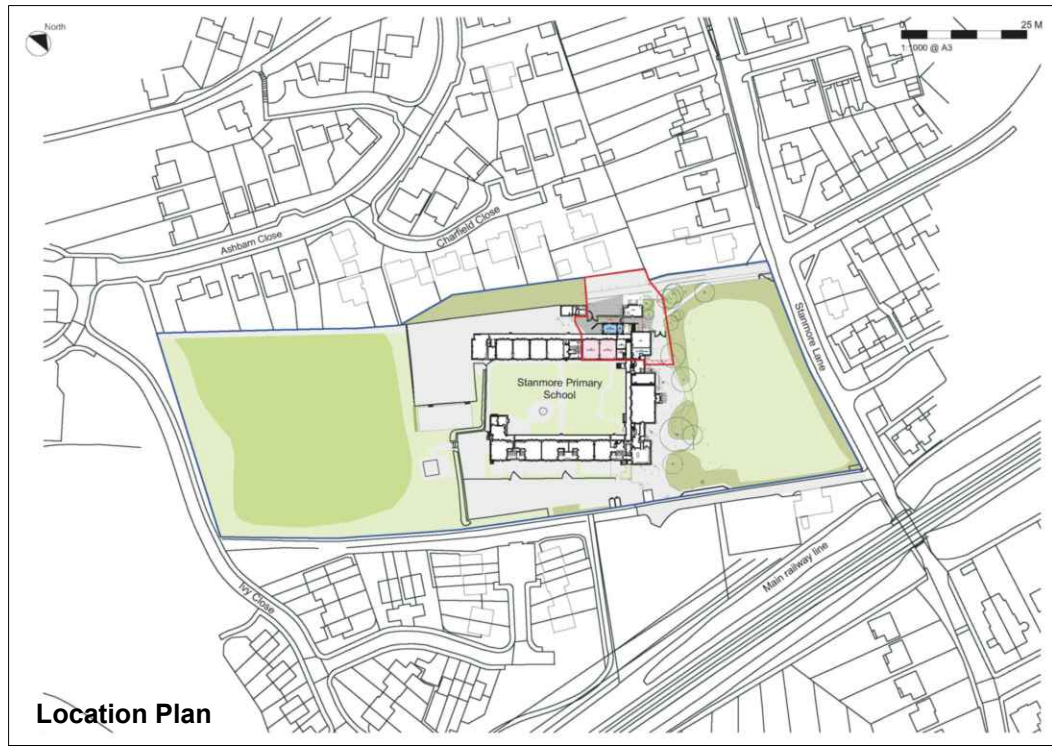 North
25 M
1:1000 @ A3
Ashbarn Close
Charfield Close
Stanmore Lane
Stanmore Primary
School
Main railway line
Ivy Close
Location Plan